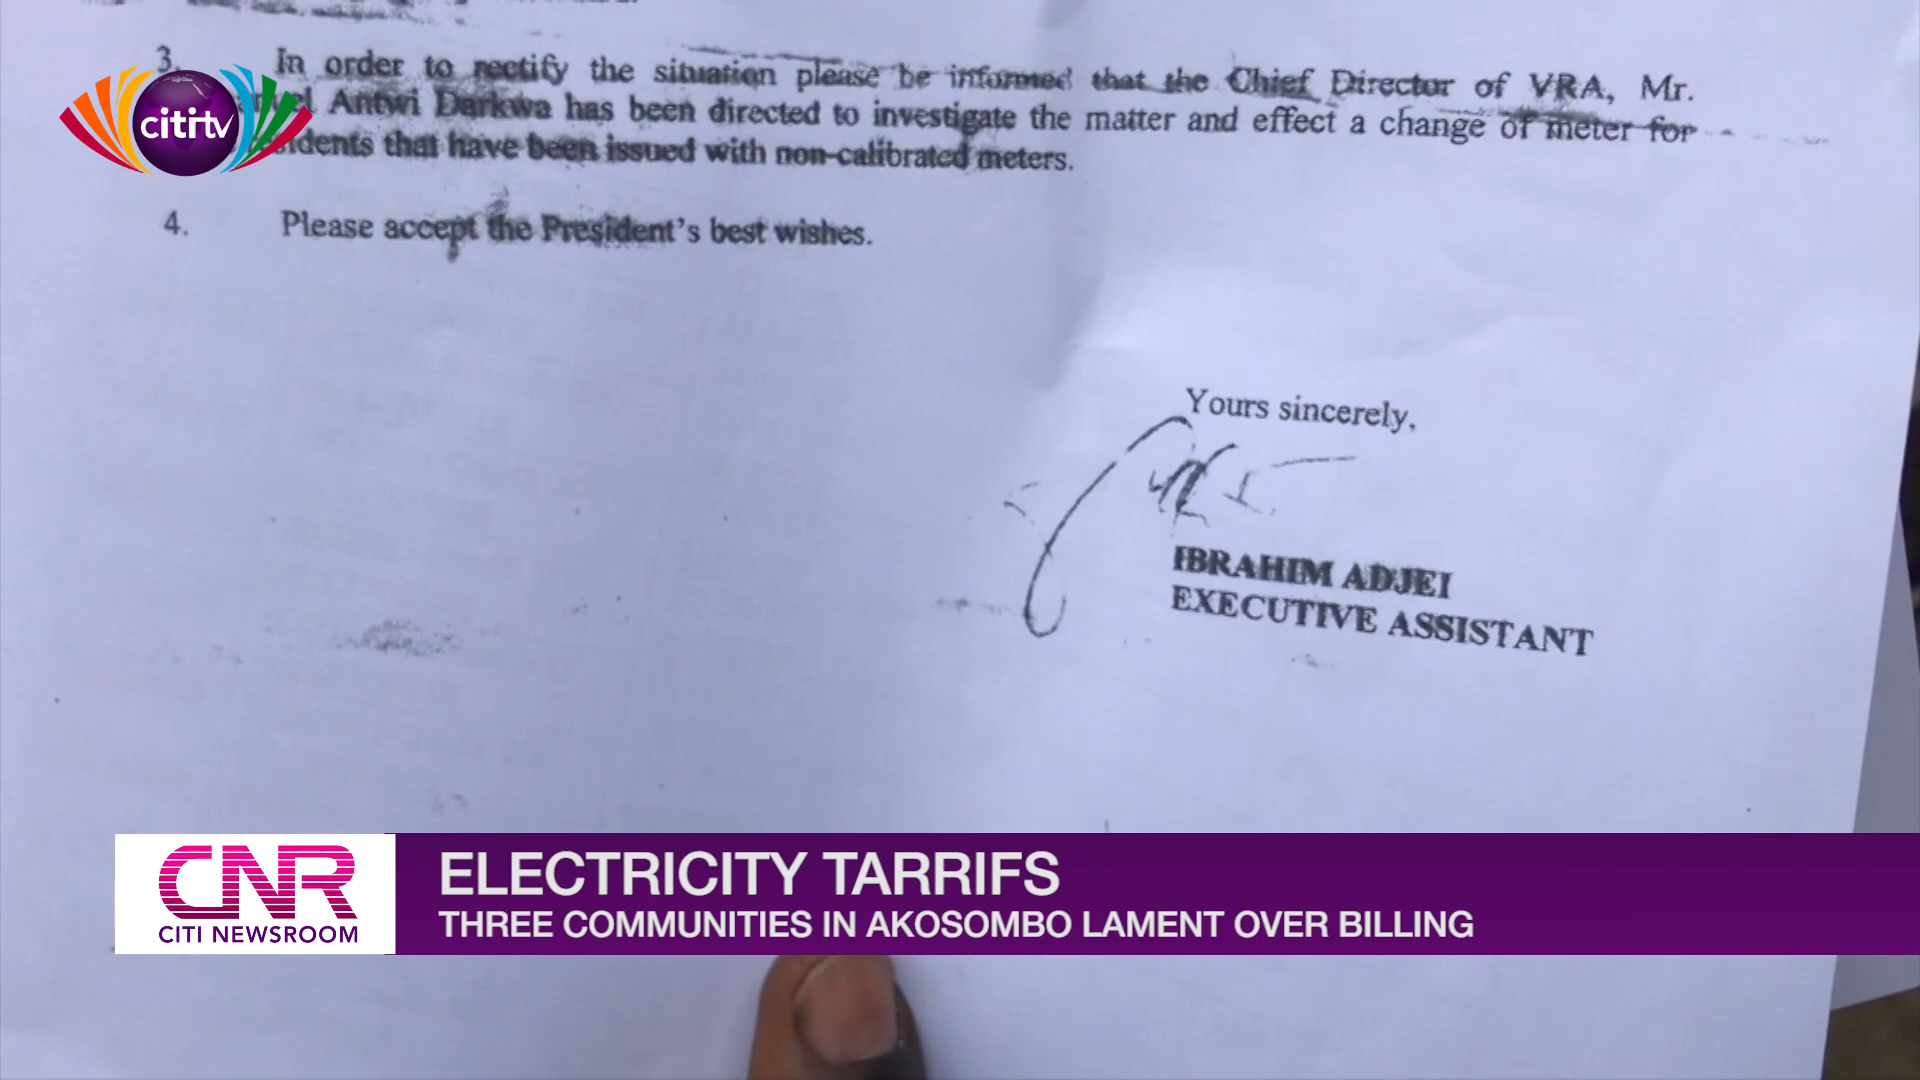 3. In order to rectify the situation please be informed that the Chief Director of VRA, Mr.
Antwi Darkwa has been directed to investigate the matter and effect a change of meter for
that have been issued with non-calibrated meters.
4. Please accept the President's best wishes.
Yours sincerely,
IBRAHIM ADJEI
EXECUTIVE ASSISTANT
citi tv
CNR
CITI NEWSROOM
ELECTRICITY TARRIFS
THREE COMMUNITIES IN AKOSOMBO LAMENT OVER BILLING